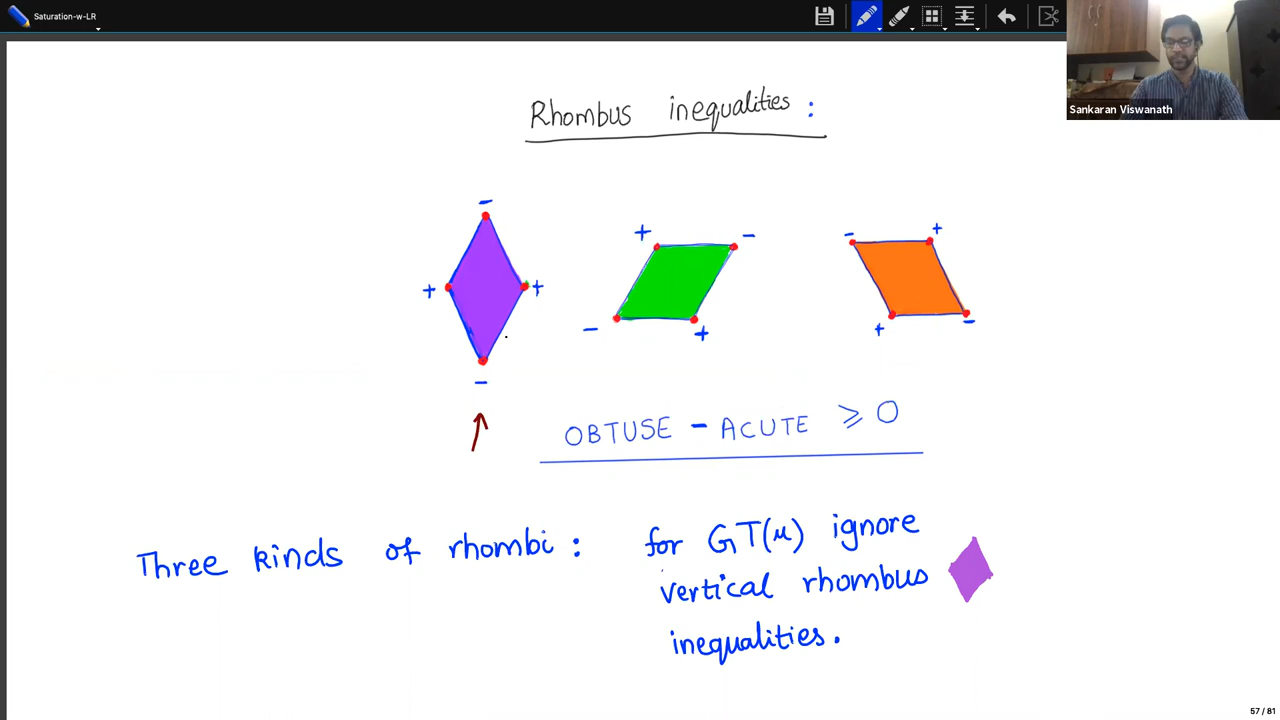 Saturation-w-LR
Sankaran Viswanath
Rhombus inequalities :
-
+ +
-
+ -
- +
- +
+ -
OBTUSE - ACUTE ⩾ 0
Three kinds of rhombi : for GT(μ) ignore
vertical rhombus
inequalities.
57 / 81